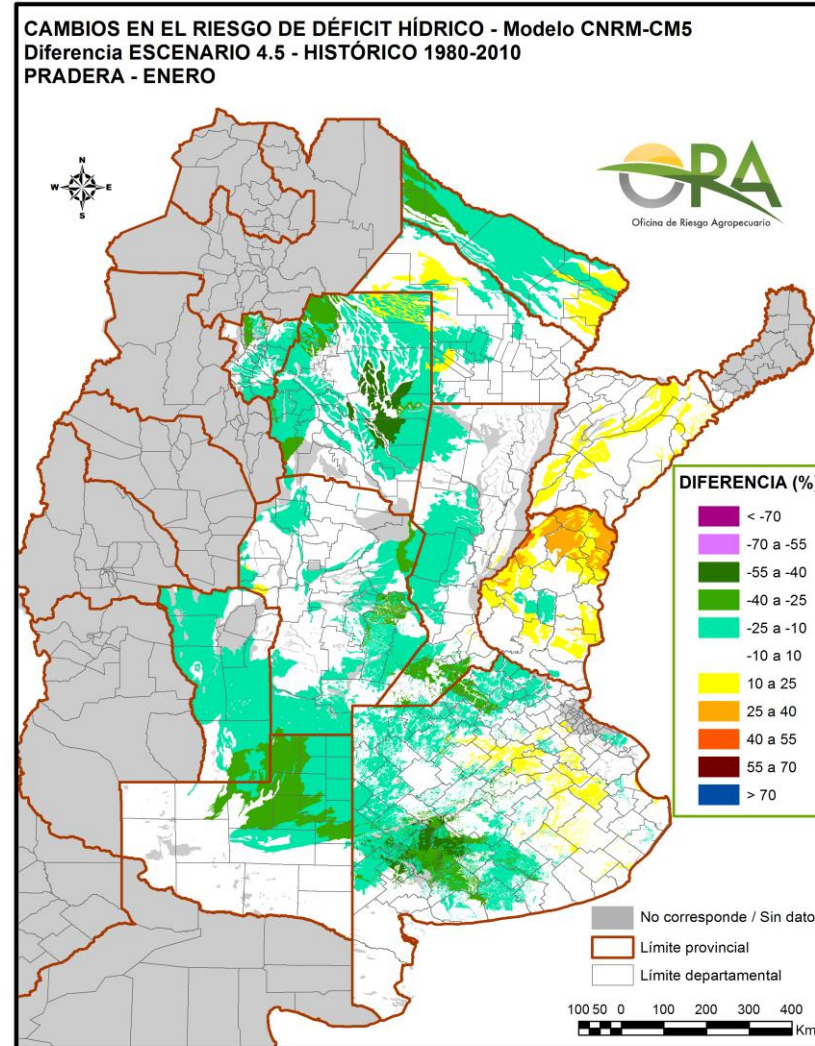 CAMBIOS EN EL RIESGO DE DÉFICIT HÍDRICO - Modelo CNRM-CM5
Diferencia ESCENARIO 4.5 - HISTÓRICO 1980-2010
PRADERA - ENERO
N
W E
S
ORA
Oficina de Riesgo Agropecuario
DIFERENCIA (%)
< -70
-70 a -55
-55 a -40
-40 a -25
-25 a -10
-10 a 10
10 a 25
25 a 40
40 a 55
55 a 70
> 70
No corresponde / Sin dato
Límite provincial
Límite departamental
100 50 0 100 200 300 400
Km